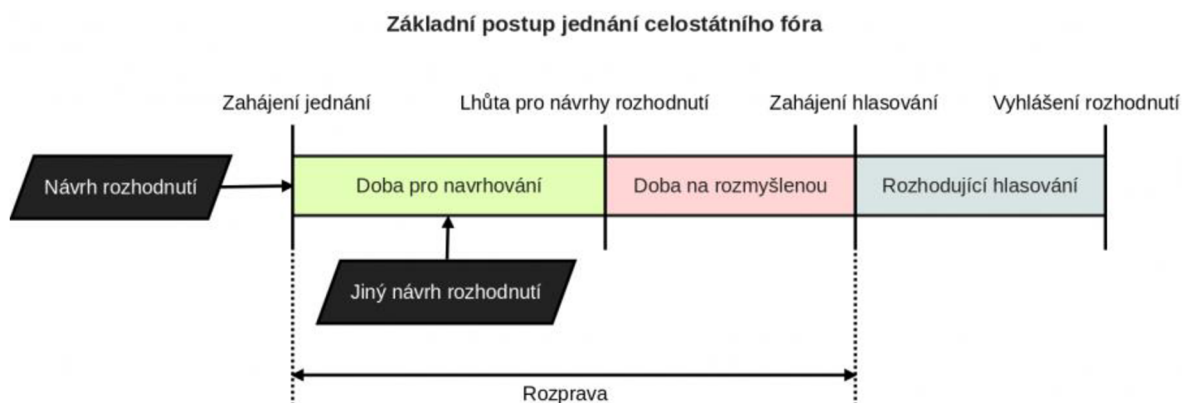 Základní postup jednání celostátního fóra
Zahájení jednání
Lhůta pro návrhy rozhodnutí
Zahájení hlasování
Vyhlášení rozhodnutí
Návrh rozhodnutí
Doba pro navrhování
Doba na rozmyšlenou
Rozhodující hlasování
Jiný návrh rozhodnutí
Rozprava